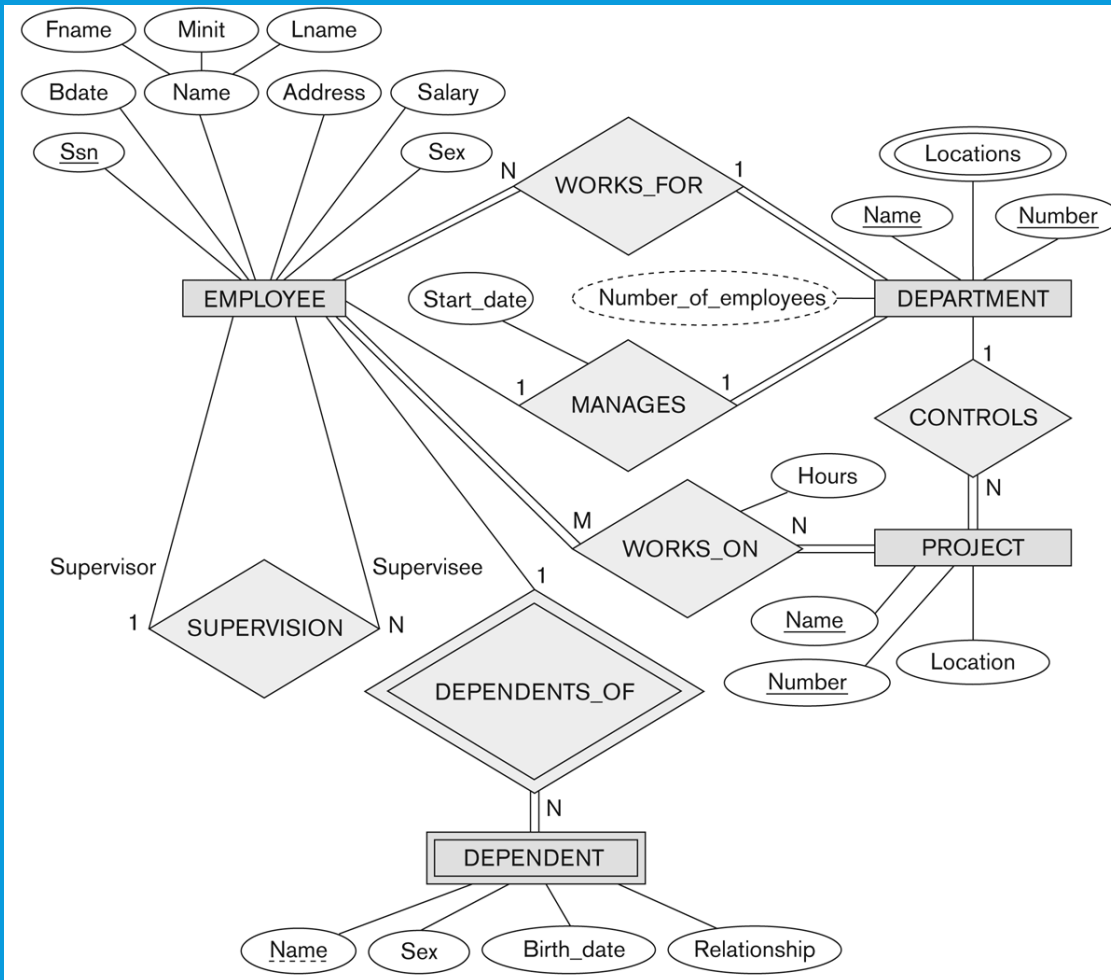 Fname
Minit
Lname
Bdate
Name
Address
Salary
Ssn
Sex
N
WORKS_FOR
1
Locations
Name
Number
EMPLOYEE
Start_date
Number_of_employees
DEPARTMENT
1
MANAGES
1
1
CONTROLS
N
Hours
M
WORKS_ON
N
PROJECT
Supervisor
Supervisee
1
SUPERVISION
N
1
Name
Number
Location
DEPENDENTS_OF
N
DEPENDENT
Name
Sex
Birth_date
Relationship